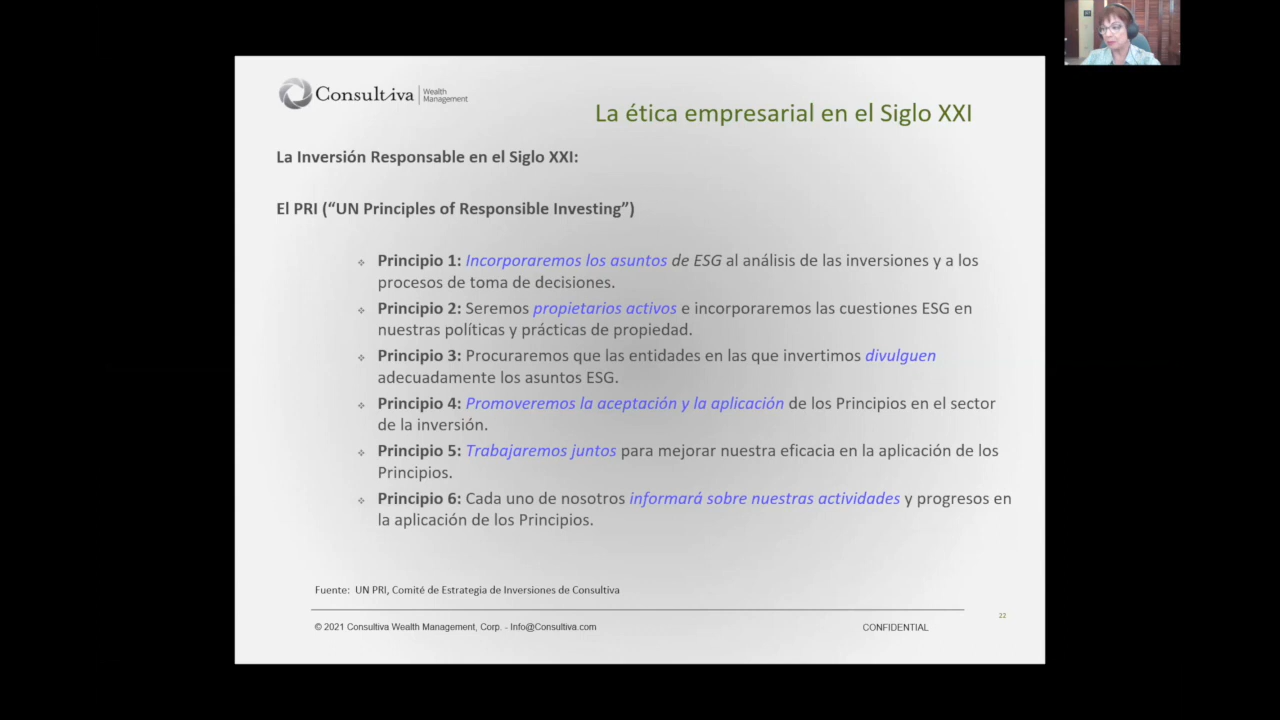 Consultiva Wealth Management
La ética empresarial en el Siglo XXI
La Inversión Responsable en el Siglo XXI:
El PRI (“UN Principles of Responsible Investing”)
Principio 1: Incorporaremos los asuntos de ESG al análisis de las inversiones y a los
procesos de toma de decisiones.
Principio 2: Seremos propietarios activos e incorporaremos las cuestiones ESG en
nuestras políticas y prácticas de propiedad.
Principio 3: Procuraremos que las entidades en las que invertimos divulguen
adecuadamente los asuntos ESG.
Principio 4: Promoveremos la aceptación y la aplicación de los Principios en el sector
de la inversión.
Principio 5: Trabajaremos juntos para mejorar nuestra eficacia en la aplicación de los
Principios.
Principio 6: Cada uno de nosotros informará sobre nuestras actividades y progresos en
la aplicación de los Principios.
Fuente: UN PRI, Comité de Estrategia de Inversiones de Consultiva
22
© 2021 Consultiva Wealth Management, Corp. - Info@Consultiva.com CONFIDENTIAL